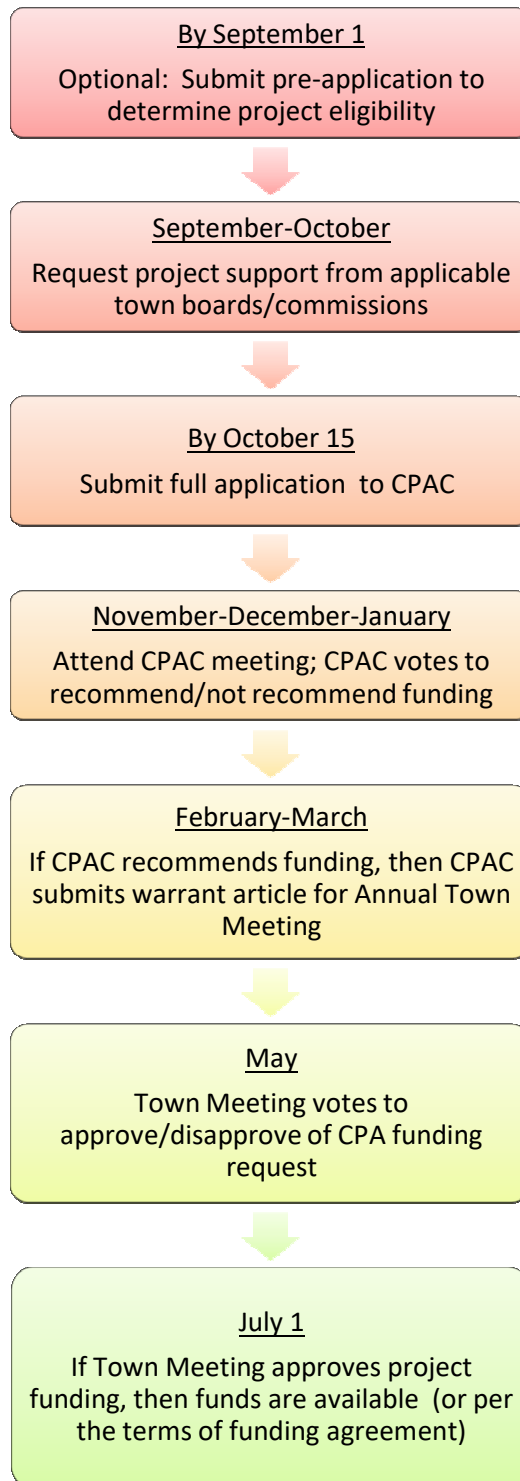 By September 1
Optional:  Submit pre-application to
determine project eligibility
September-October
Request project support from applicable
town boards/commissions
By October 15
Submit full application  to CPAC
November-December-January
Attend CPAC meeting; CPAC votes to
recommend/not recommend funding
February-March
If CPAC recommends funding, then CPAC
submits warrant article for Annual Town
Meeting
May
Town Meeting votes to
approve/disapprove of CPA funding
request
July 1
If Town Meeting approves project
funding, then funds are available  (or per
the terms of funding agreement)